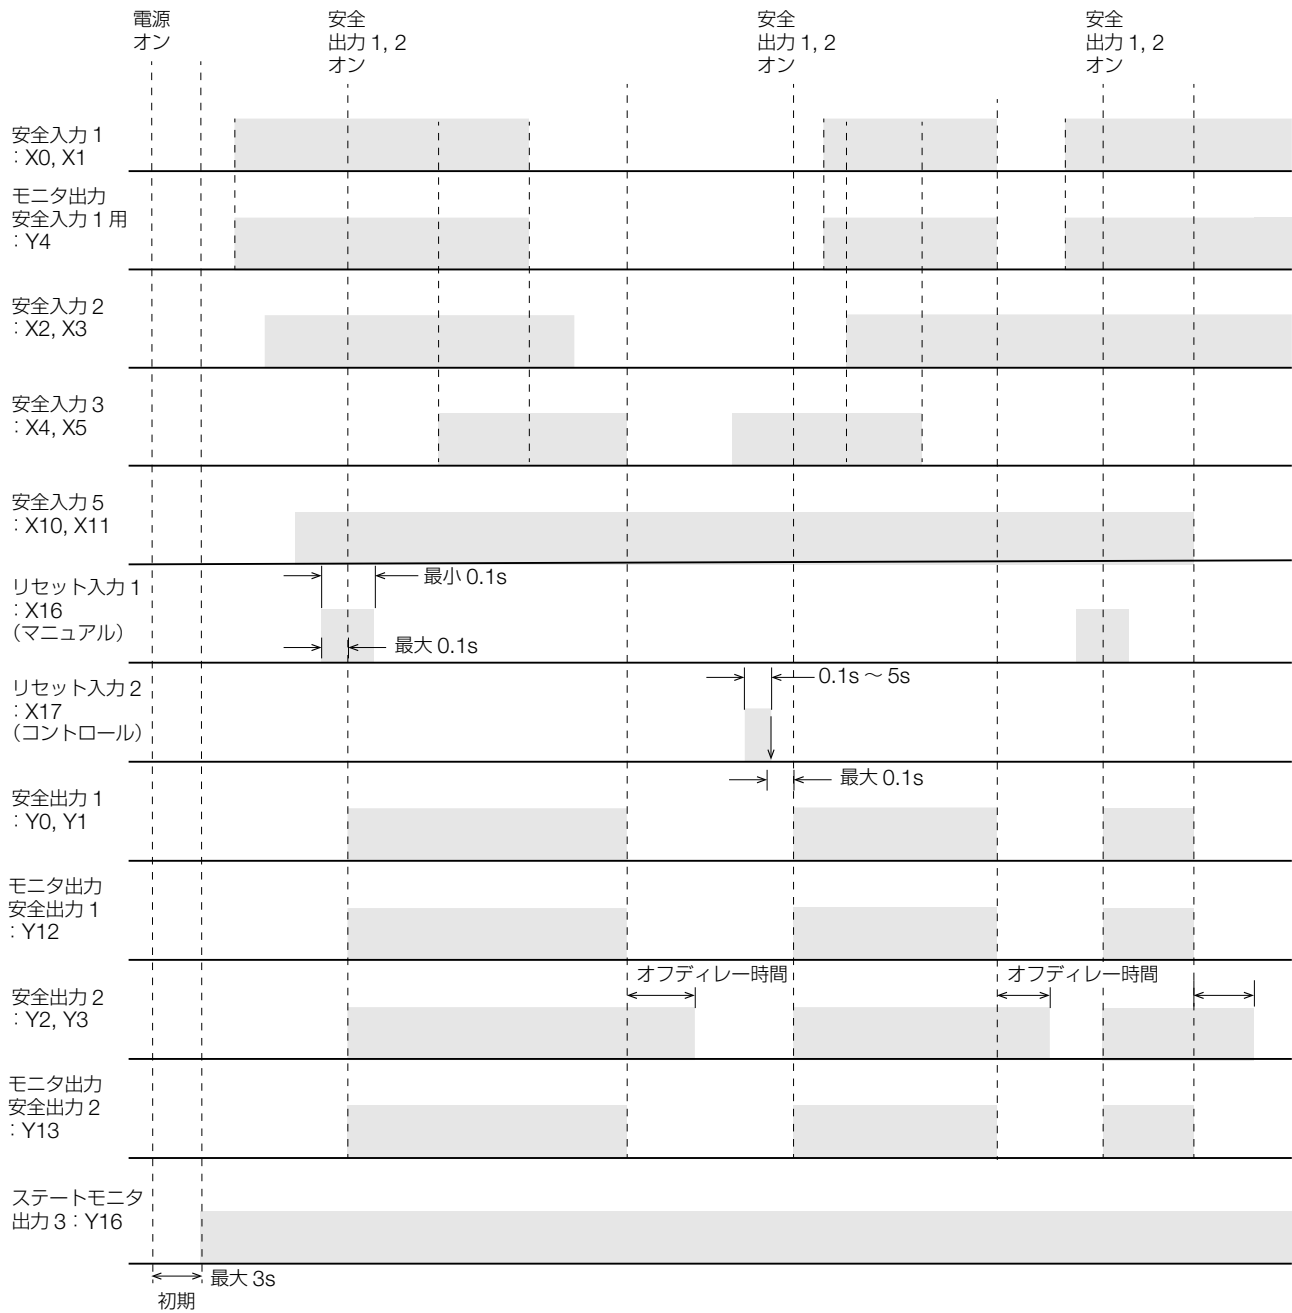 電源
オン
安全
出力 1, 2
オン
安全
出力 1, 2
オン
安全
出力 1, 2
オン
安全入力 1
: X0, X1
モニタ出力
安全入力 1 用
: Y4
安全入力 2
: X2, X3
安全入力 3
: X4, X5
安全入力 5
: X10, X11
リセット入力 1
: X16
(マニュアル)
最小 0.1s
最大 0.1s
リセット入力 2
: X17
(コントロール)
0.1s ～ 5s
最大 0.1s
安全出力 1
: Y0, Y1
モニタ出力
安全出力 1
: Y12
安全出力 2
: Y2, Y3
オフディレー時間
オフディレー時間
モニタ出力
安全出力 2
: Y13
ステートモニタ
出力 3 : Y16
最大 3s
初期